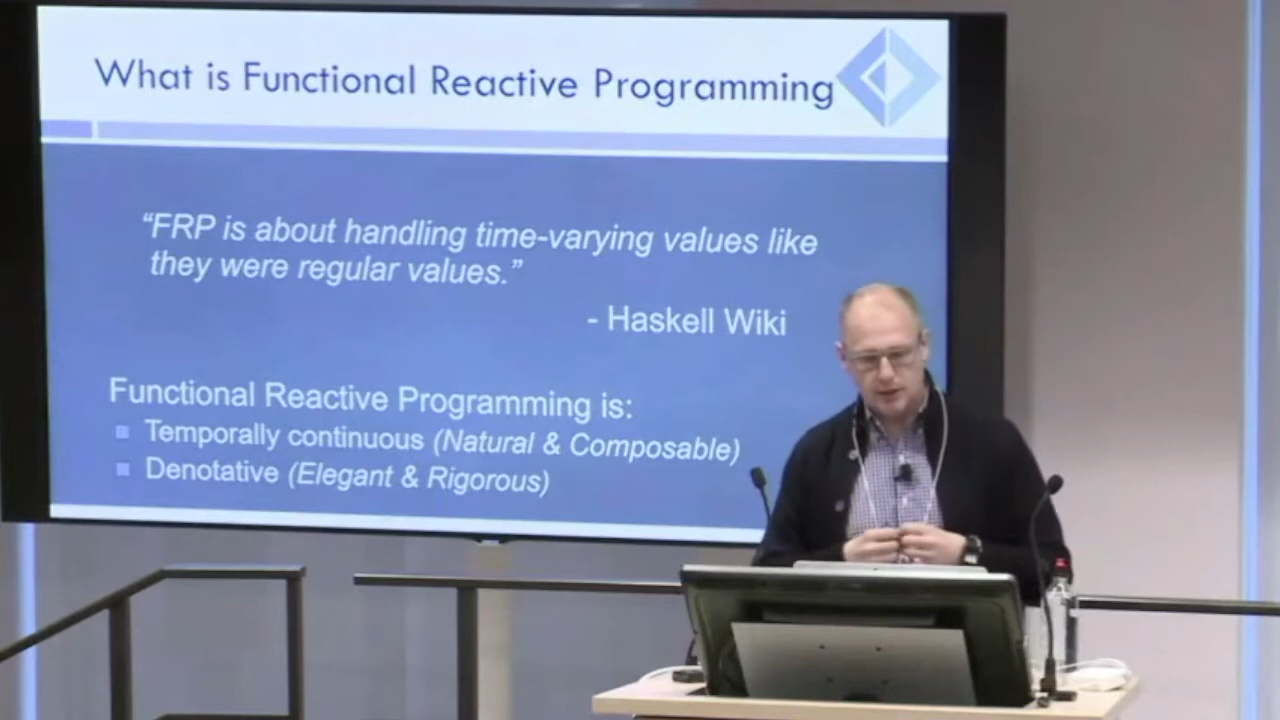 What is Functional Reactive Programming
“FRP is about handling time-varying values like
they were regular values.”
- Haskell Wiki
Functional Reactive Programming is:
Temporally continuous (Natural & Composable)
Denotative (Elegant & Rigorous)